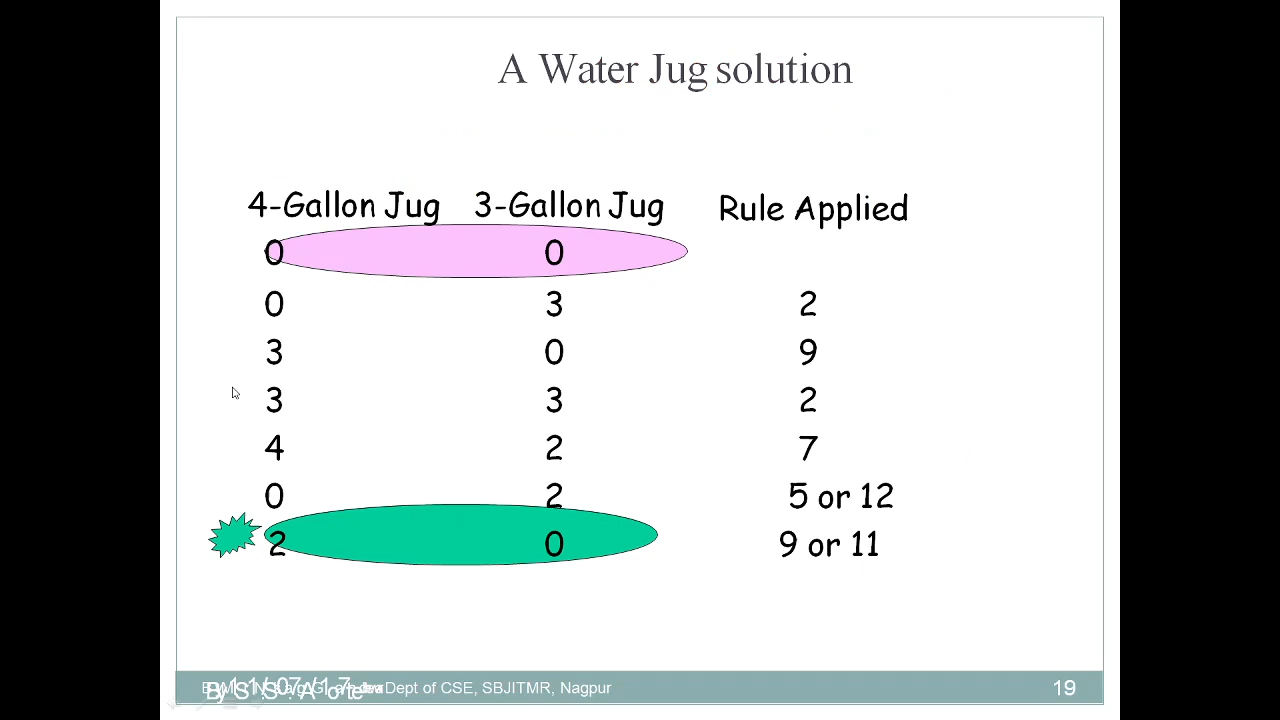 A Water Jug solution
4-Gallon Jug 3-Gallon Jug Rule Applied
0 0
0 3 2
3 0 9
3 3 2
4 2 7
0 2 5 or 12
2 0 9 or 11
Dept of CSE, SBJITMR, Nagpur 19